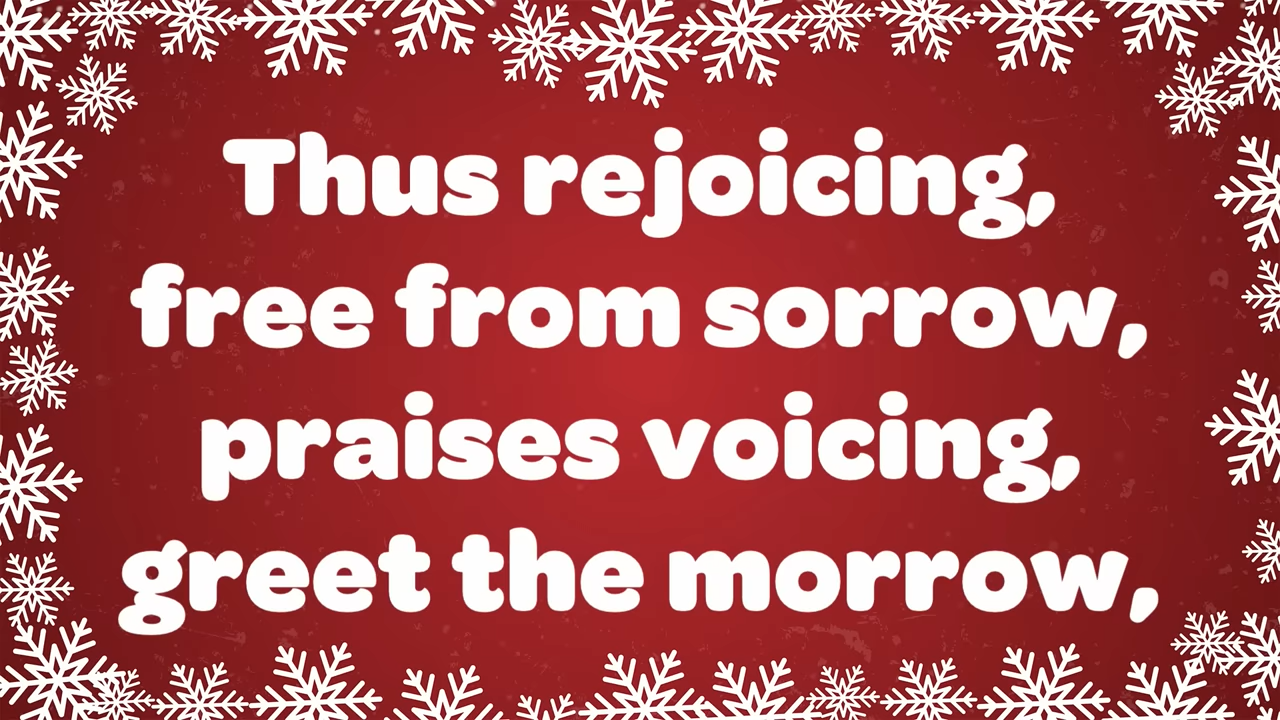 Thus rejoicing,
free from sorrow,
praises voicing,
greet the morrow,